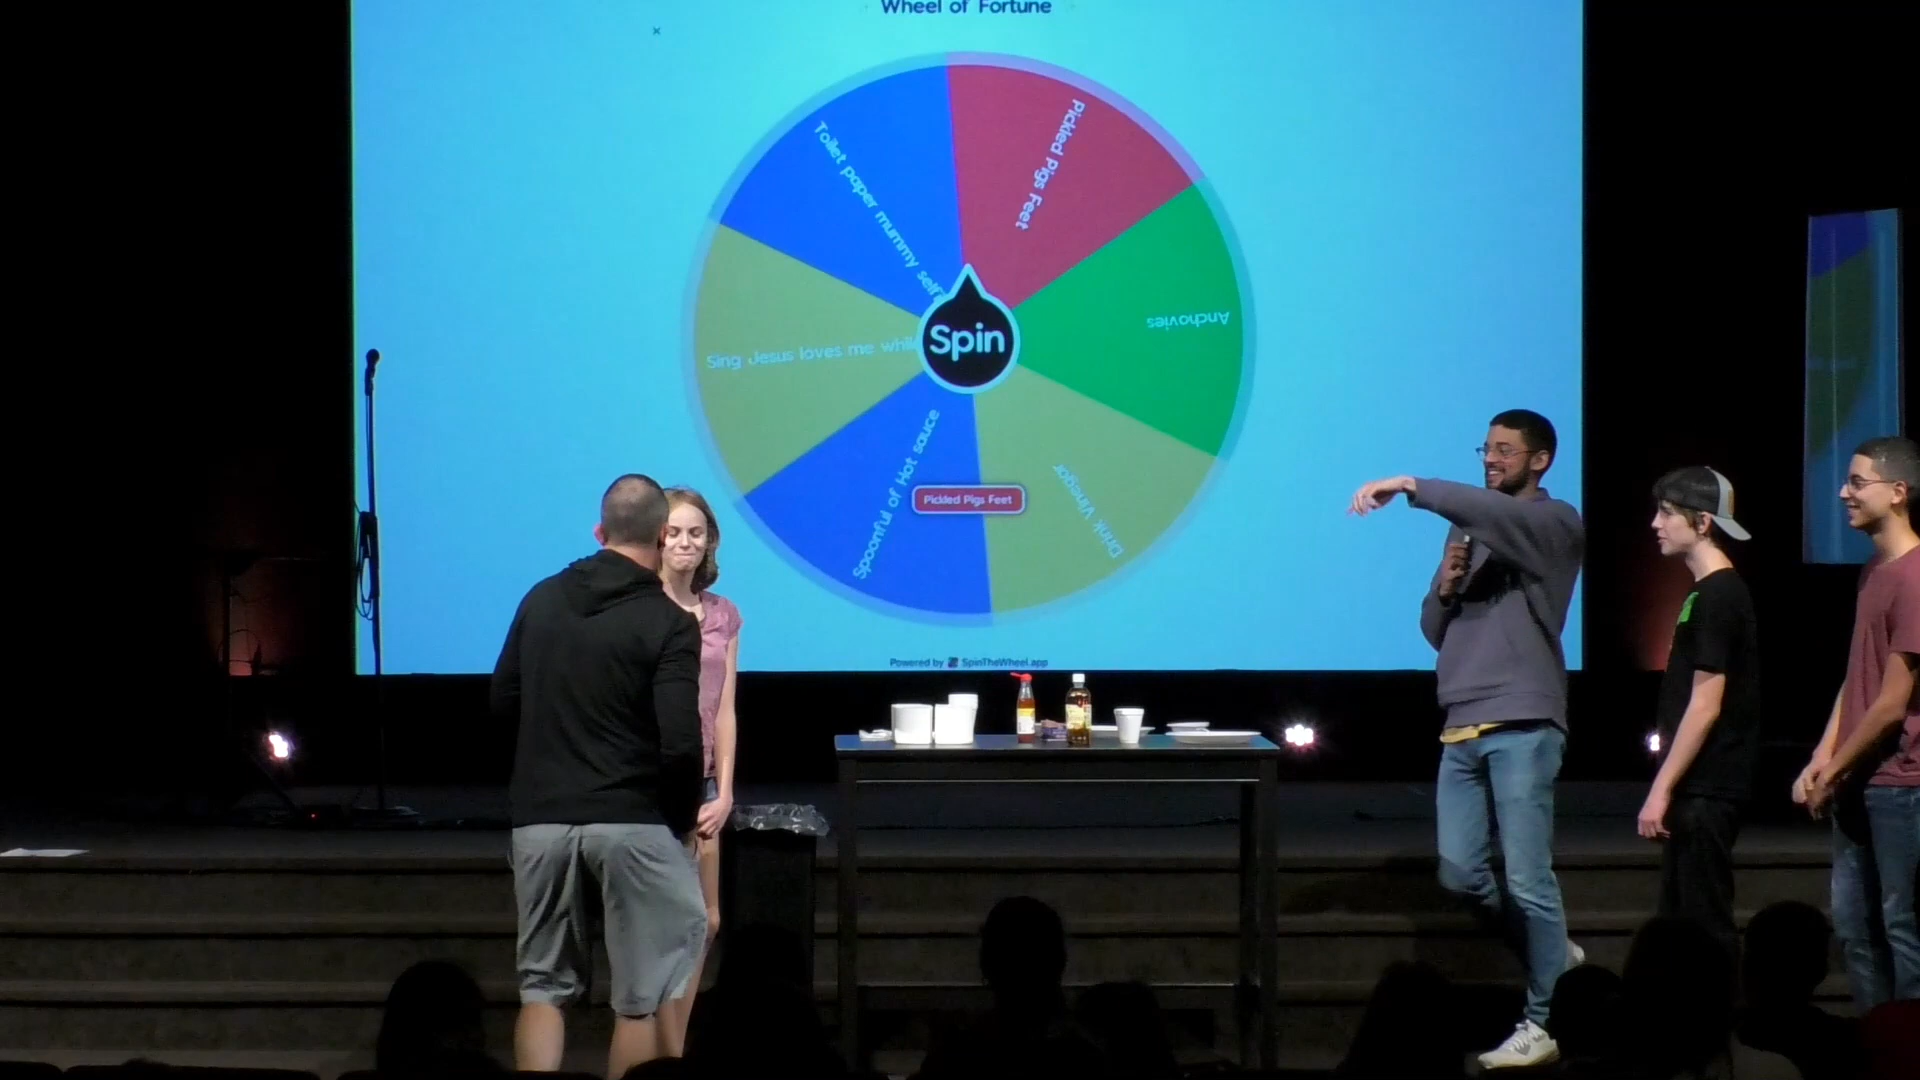 Wheel of Fortune
Pickled Pigs Feet
Toilet paper mummy self
Anchovies
Spin
Sing Jesus loves me while
Spoonful of Hot sauce
Drink Vinegar
Pickled Pigs Feet
Powered by SpinTheWheel.app